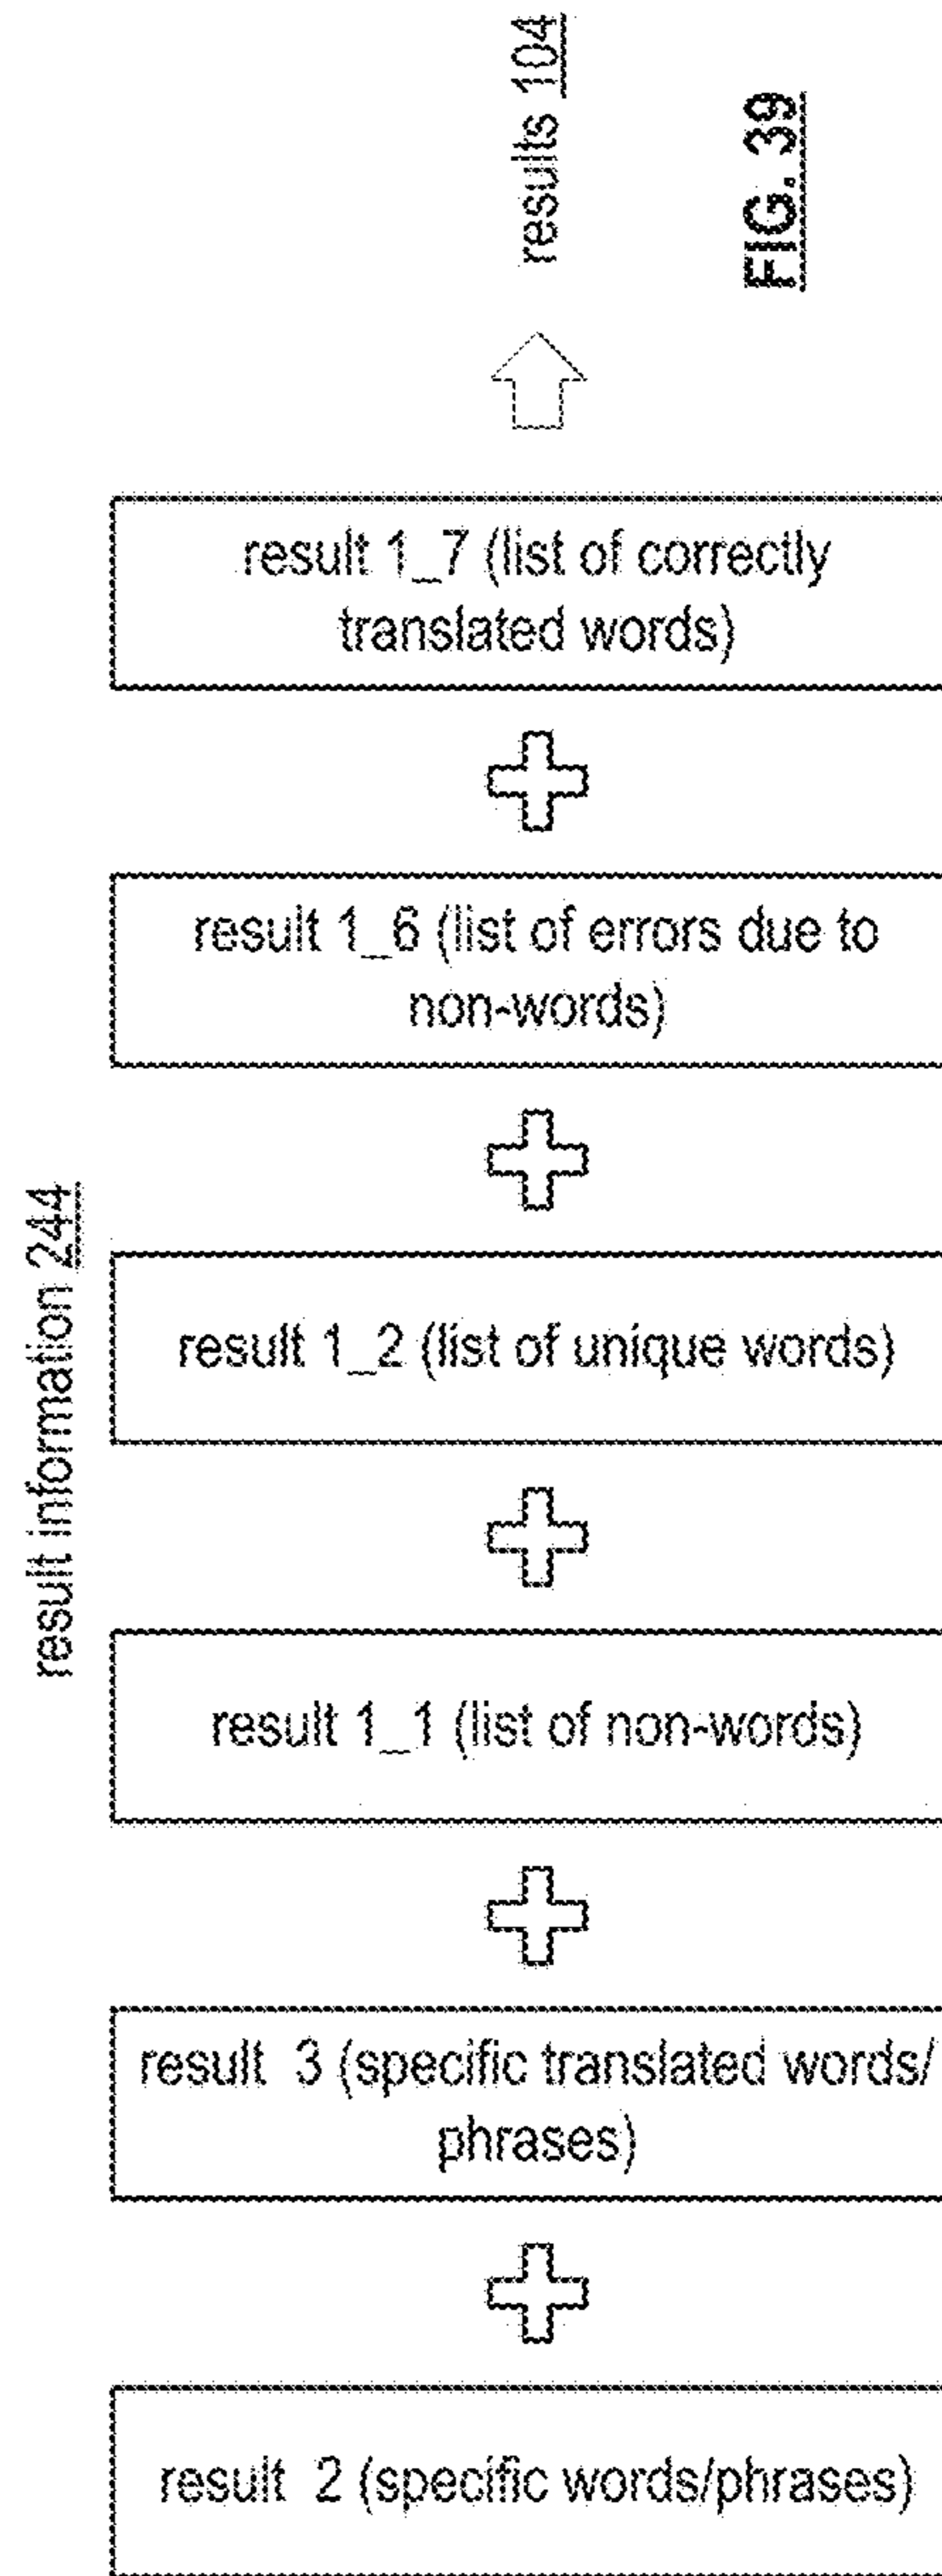 results 104
FIG. 39
result 1_7 (list of correctly
translated words)
result 1_6 (list of errors due to
non-words)
result information 244
result 1_2 (list of unique words)
result 1_1 (list of non-words)
result 3 (specific translated words/
phrases)
result 2 (specific words/phrases)